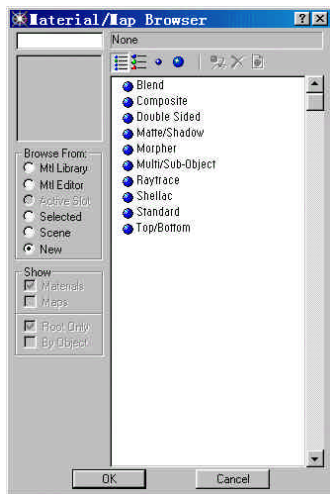 Material/Map Browser
None
Blend
Composite
Double Sided
Matte/Shadow
Morpher
Multi/Sub-Object
Raytrace
Shellac
Standard
Top/Bottom
Browse From:
Mtl Library
Mtl Editor
Active Slot
Selected
Scene
New
Show
Materials
Maps
Root Only
By Object
OK
Cancel